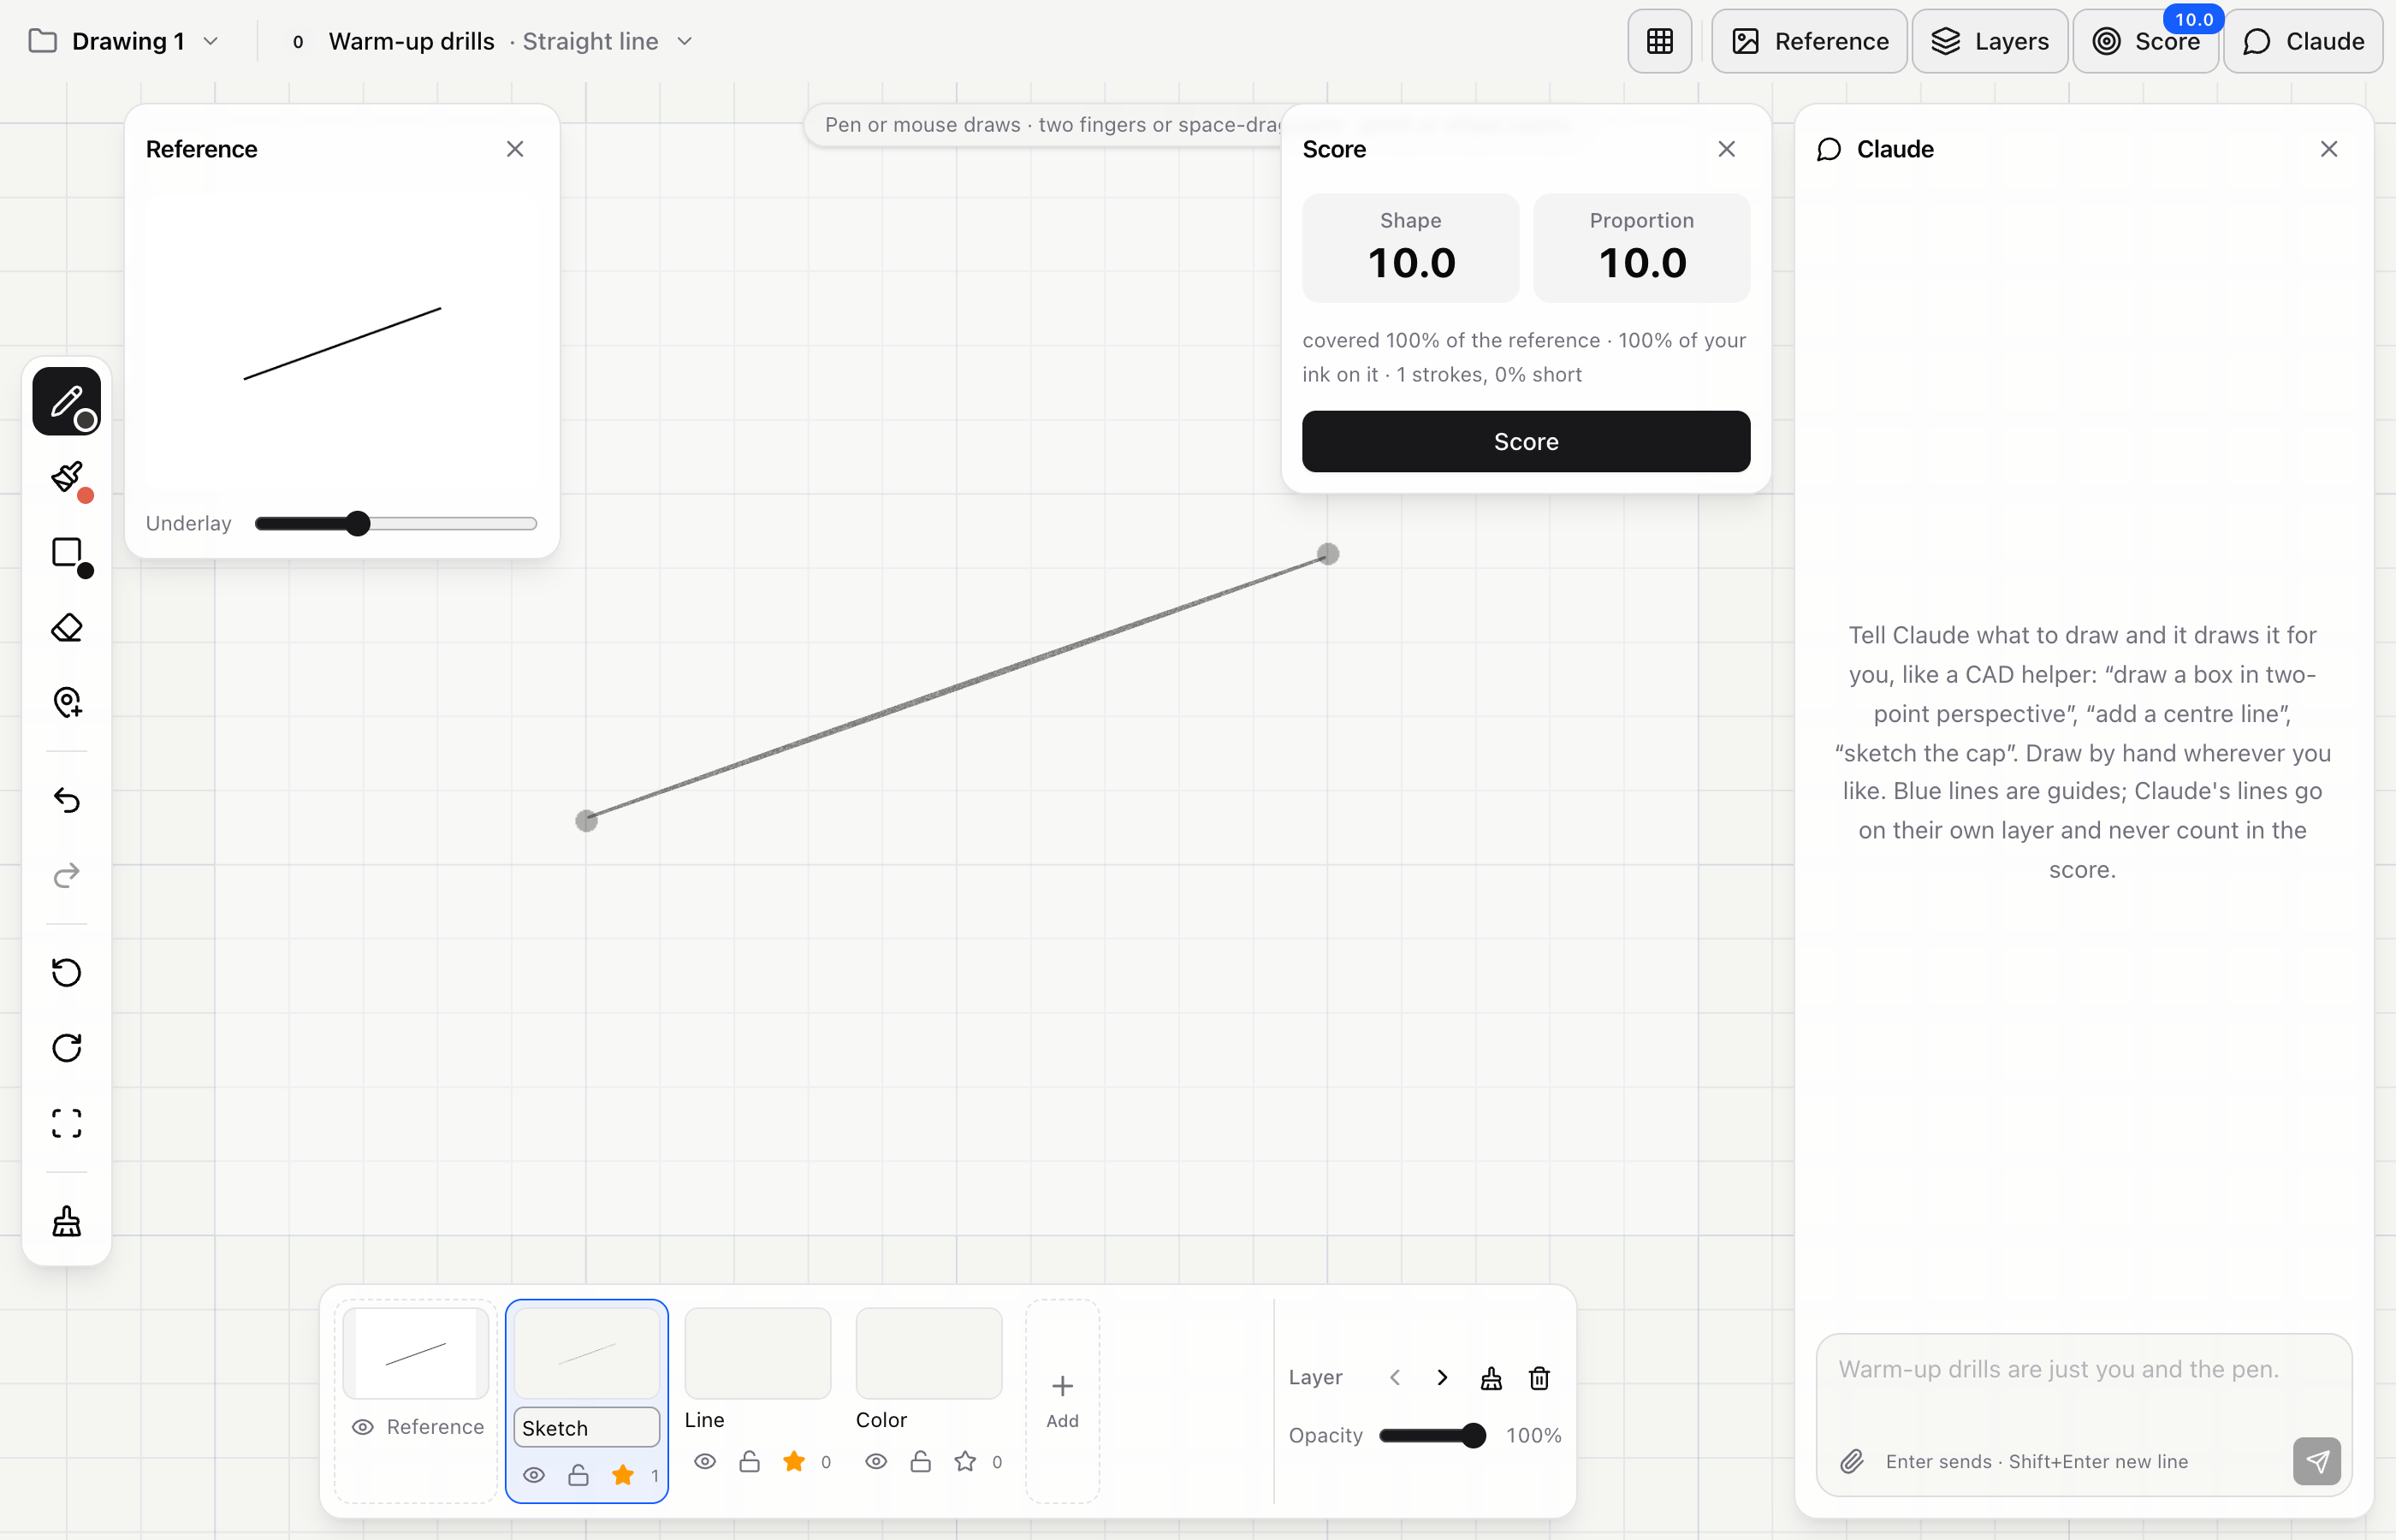 Drawing 1
0 Warm-up drills · Straight line
Reference
Layers
Score
10.0
Claude
Pen or mouse draws · two fingers or space-drag
Reference
Underlay
Score
Shape
10.0
Proportion
10.0
covered 100% of the reference · 100% of your
ink on it · 1 strokes, 0% short
Score
Claude
Tell Claude what to draw and it draws it for
you, like a CAD helper: “draw a box in two-
point perspective”, “add a centre line”,
“sketch the cap”. Draw by hand wherever you
like. Blue lines are guides; Claude's lines go
on their own layer and never count in the
score.
Reference
Sketch
1
Line
0
Color
0
Add
Layer
Opacity 100%
Warm-up drills are just you and the pen.
Enter sends · Shift+Enter new line